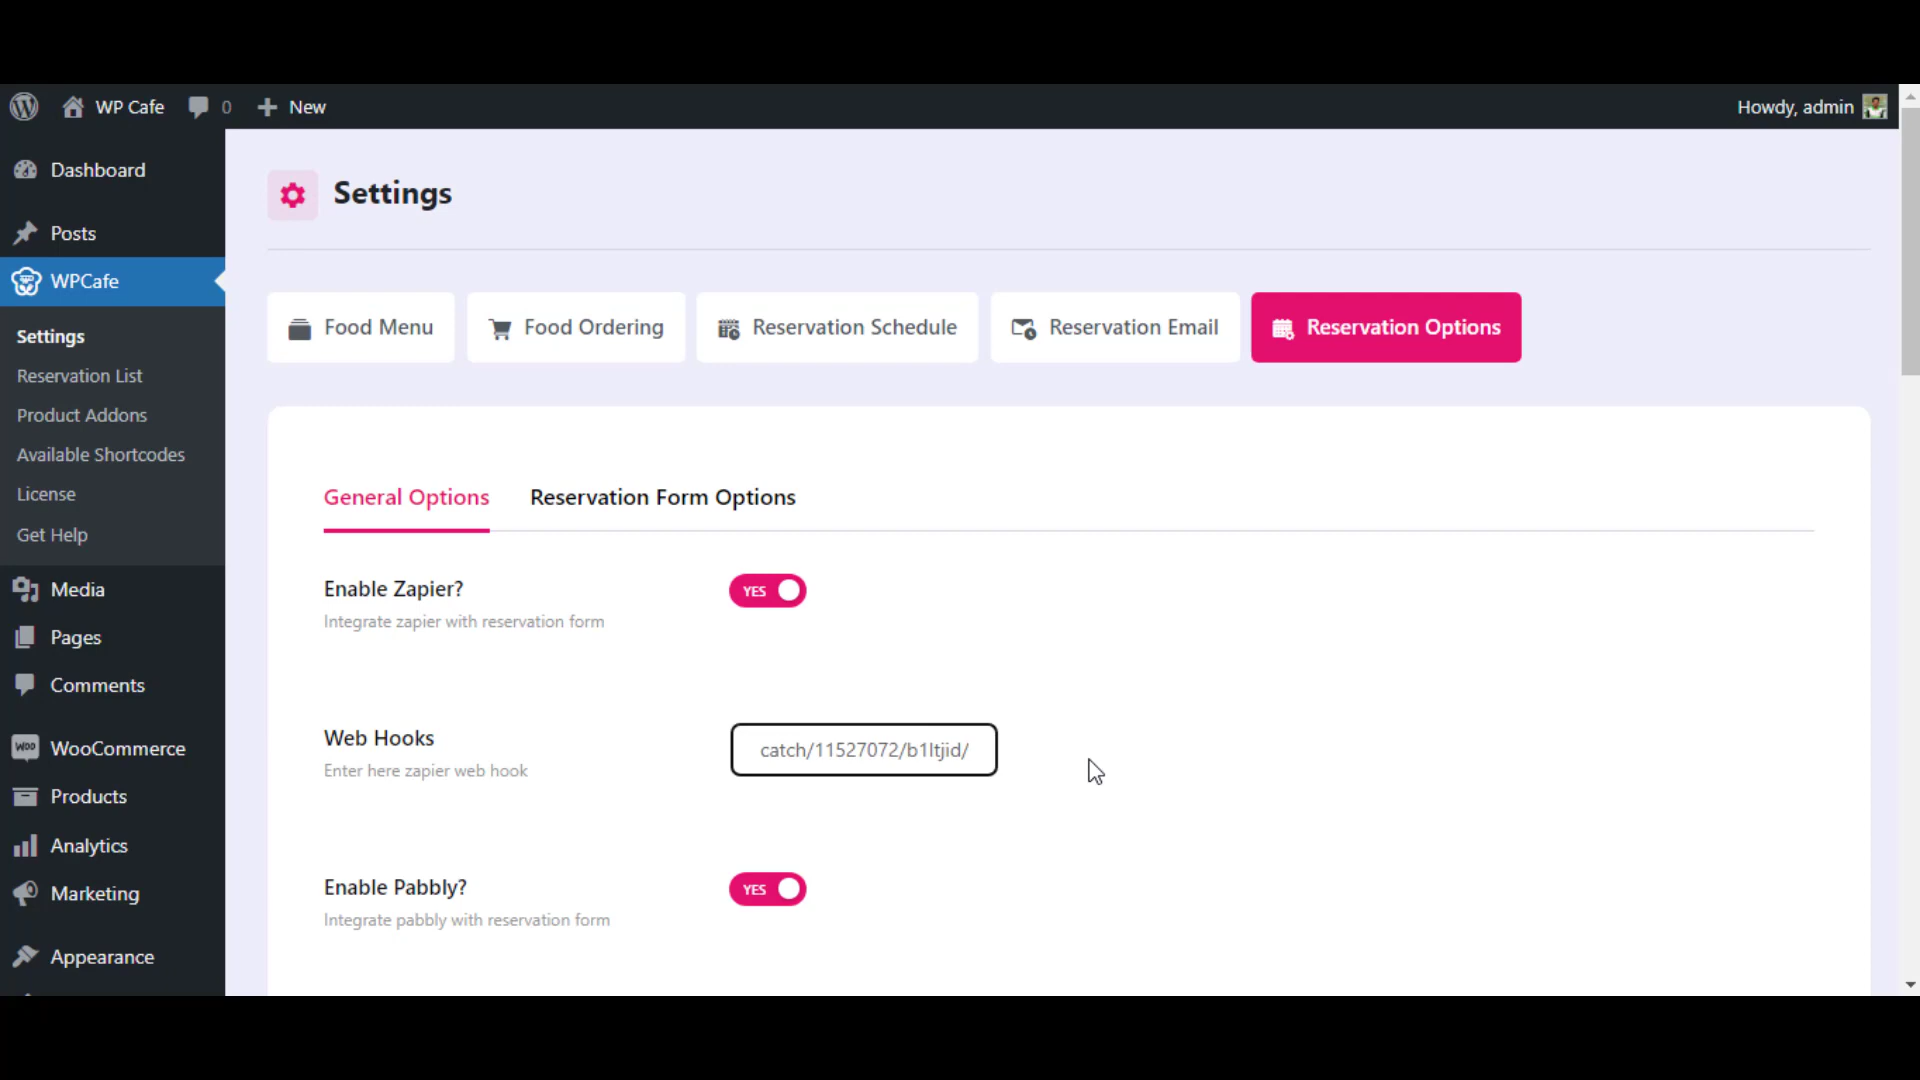 WP Cafe
0
New
Howdy, admin
Dashboard
Posts
WPCafe
Settings
Reservation List
Product Addons
Available Shortcodes
License
Get Help
Media
Pages
Comments
Woo
WooCommerce
Products
Analytics
Marketing
Appearance
Settings
Food Menu
Food Ordering
Reservation Schedule
Reservation Email
Reservation Options
General Options
Reservation Form Options
Enable Zapier?
YES
Integrate zapier with reservation form
Web Hooks
catch/11527072/b1ltjid/
Enter here zapier web hook
Enable Pabbly?
YES
Integrate pabbly with reservation form